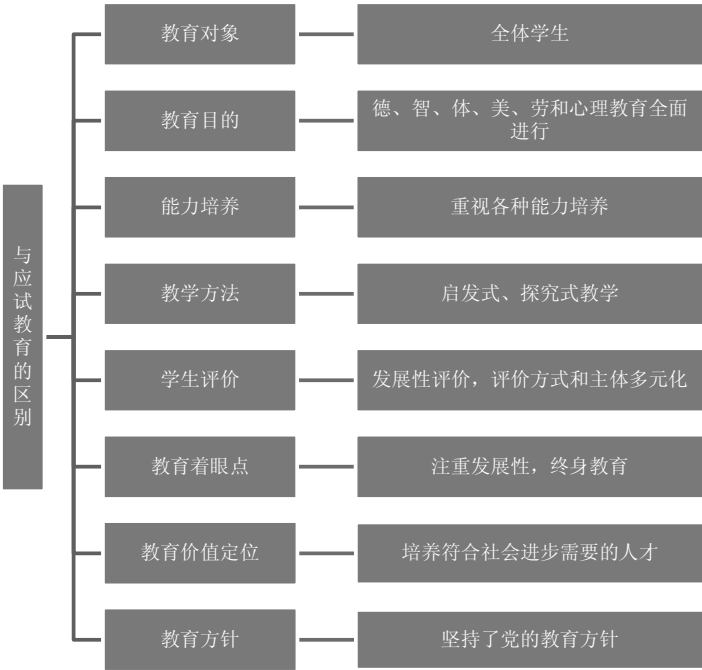 与应试教育的区别
教育对象
全体学生
教育目的
德、智、体、美、劳和心理教育全面
进行
能力培养
重视各种能力培养
教学方法
启发式、探究式教学
学生评价
发展性评价，评价方式和主体多元化
教育着眼点
注重发展性，终身教育
教育价值定位
培养符合社会进步需要的人才
教育方针
坚持了党的教育方针